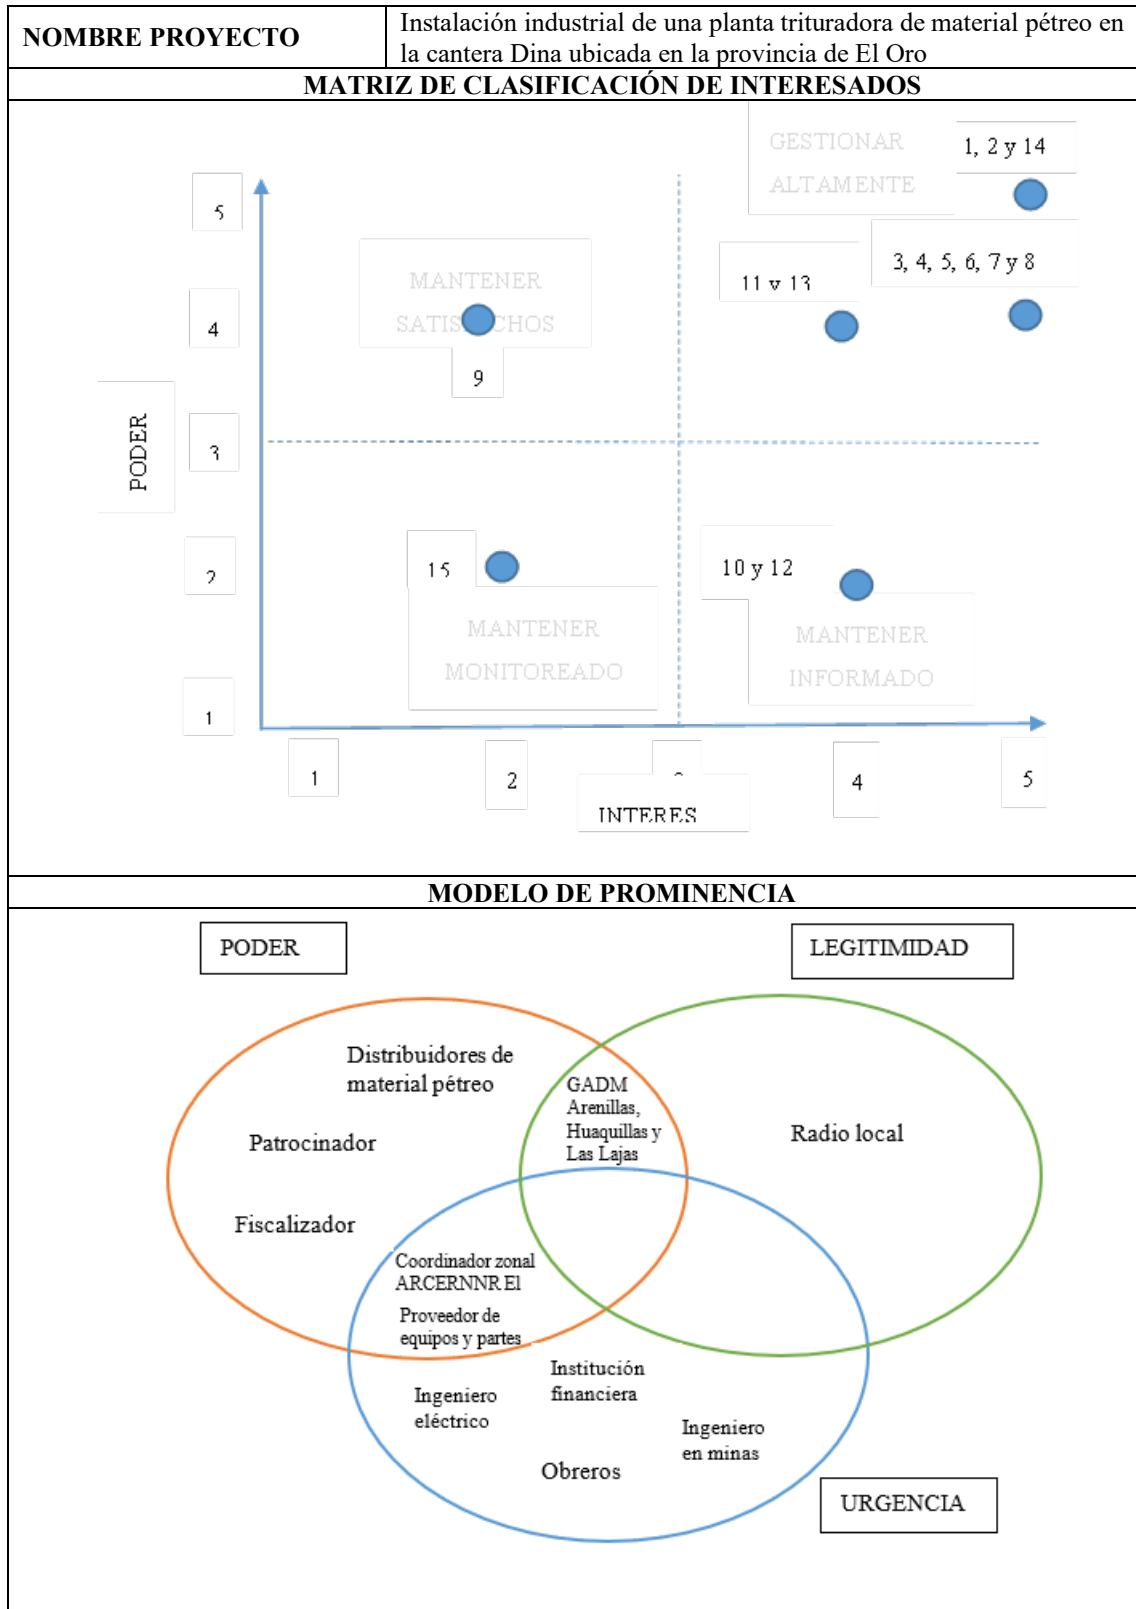 NOMBRE PROYECTO
Instalación industrial de una planta trituradora de material pétreo en
la cantera Dina ubicada en la provincia de El Oro
MATRIZ DE CLASIFICACIÓN DE INTERESADOS
GESTIONAR
ALTAMENTE
1, 2 y 14
5
MANTENER
11 y 13
3, 4, 5, 6, 7 y 8
4
9
PODER
3
15
10 y 12
2
MANTENER
MONITOREADO
MANTENER
INFORMADO
1
1
2
4
5
INTERES
MODELO DE PROMINENCIA
PODER
LEGITIMIDAD
Distribuidores de
material pétreo
GADM
Arenillas,
Huaquillas y
Las Lajas
Patrocinador
Radio local
Fiscalizador
Coordinador zonal
ARCERNNR El
Proveedor de
equipos y partes
Institución
financiera
Ingeniero
eléctrico
Ingeniero
en minas
Obreros
URGENCIA